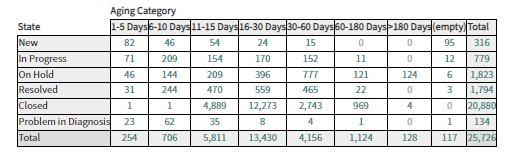 Aging Category
State 1-5 Days 6-10 Days 11-15 Days 16-30 Days 30-60 Days 60-180 Days >180 Days (empty) Total
New 82 46 54 24 15 0 0 95 316
In Progress 71 209 154 170 152 11 0 12 779
On Hold 46 144 209 396 777 121 124 6 1,823
Resolved 31 244 470 559 465 22 0 3 1,794
Closed 1 1 4,889 12,273 2,743 969 4 0 20,880
Problem in Diagnosis 23 62 35 8 4 1 0 1 134
Total 254 706 5,811 13,430 4,156 1,124 128 117 25,726